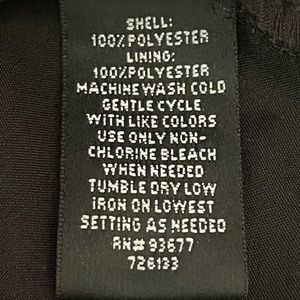 SHELL:
100%POLYESTER
LINING:
100%POLYESTER
MACHINE WASH COLD
GENTLE CYCLE
WITH LIKE COLORS
USE ONLY NON-
CHLORINE BLEACH
WHEN NEEDED
TUMBLE DRY LOW
IRON ON LOWEST
SETTING AS NEEDED
RN# 93677
726133